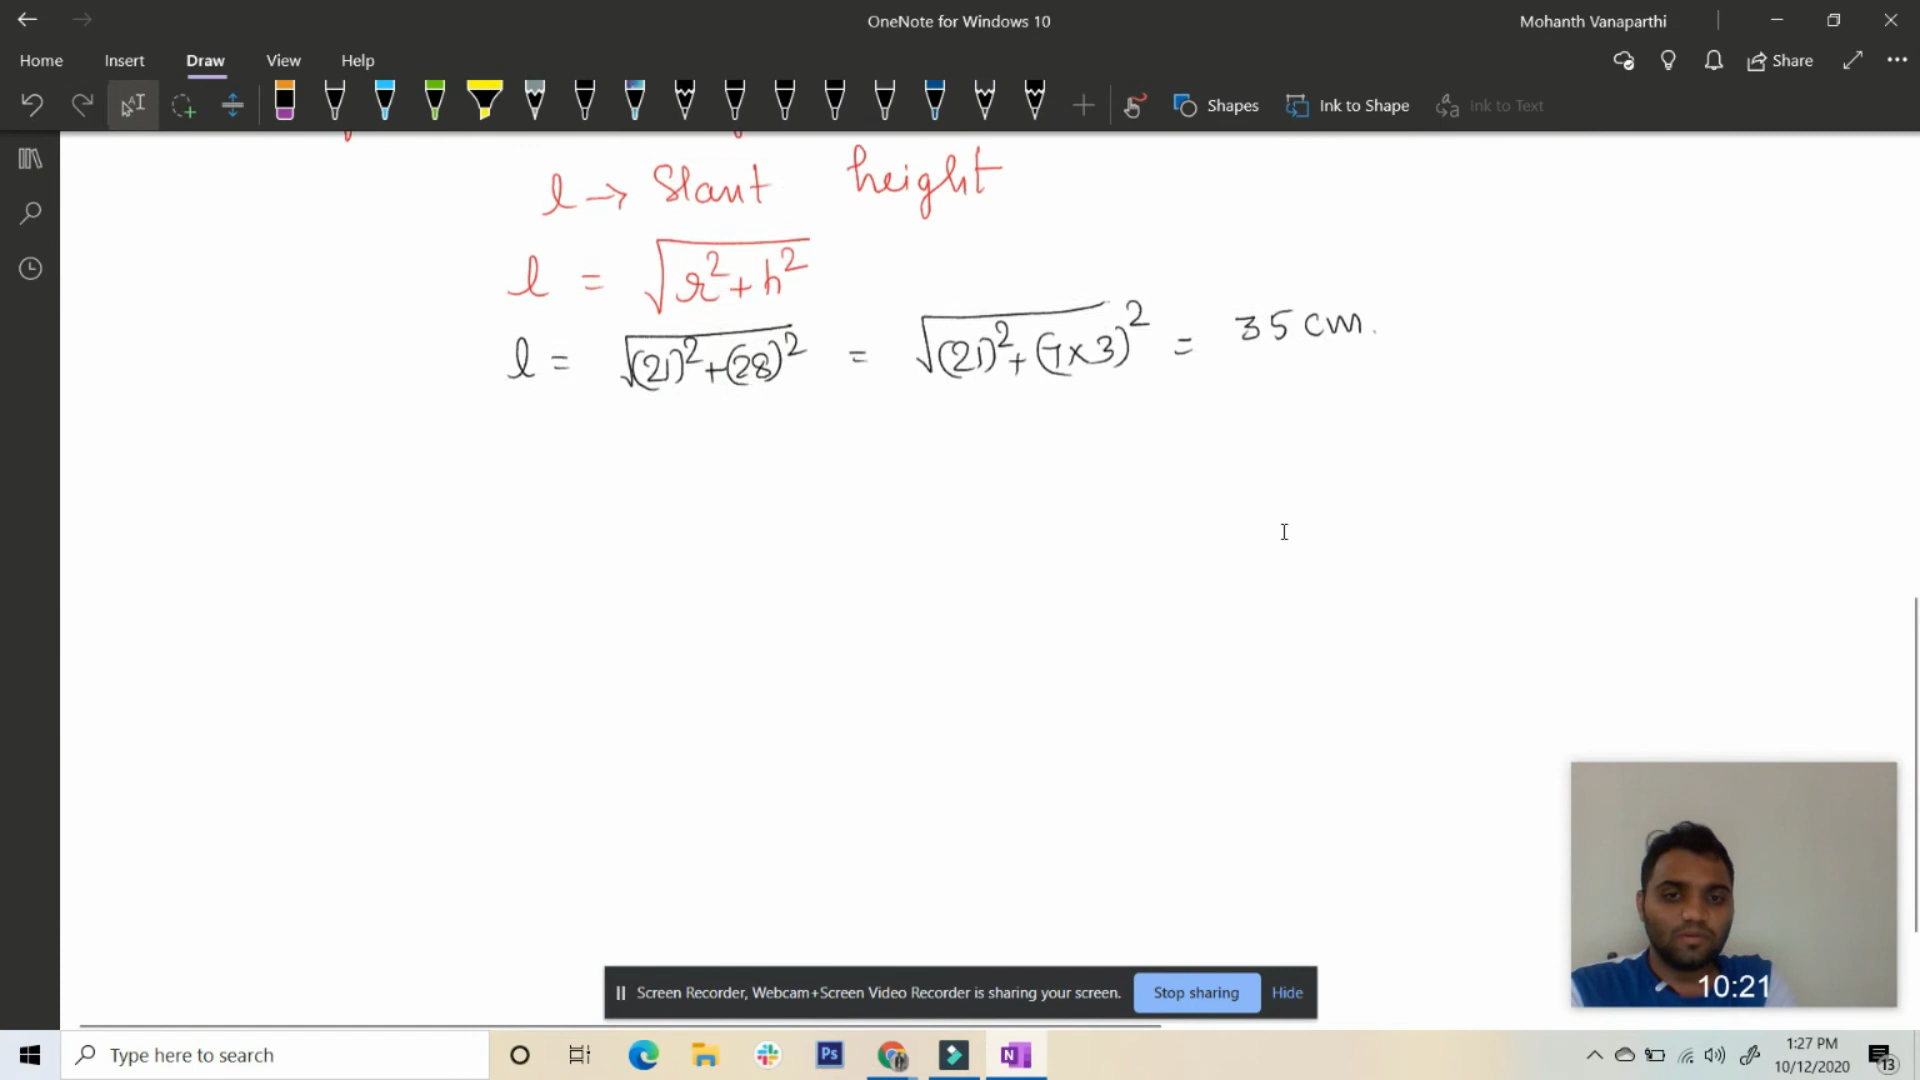 OneNote for Windows 10
Mohanth Vanaparthi
Home Insert Draw View Help
Share
Shapes Ink to Shape Ink to Text
l → Slant height
l = √r²+h²
l = √(21)²+(28)² = √(21)²+(7×3)² = 35 cm.
10:21
Screen Recorder, Webcam+Screen Video Recorder is sharing your screen. Stop sharing Hide
Type here to search
Ps
N
1:27 PM
10/12/2020
13